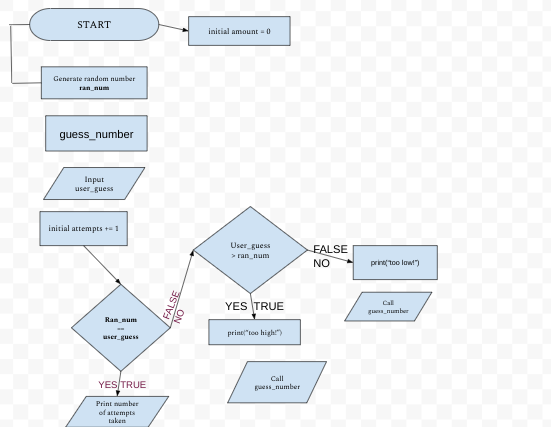 START
initial amount = 0
Generate random number
ran_num
guess_number
Input
user_guess
initial attempts += 1
User_guess
> ran_num
FALSE
NO
print("too low!")
Call
guess_number
FALSE
NO
YES TRUE
print("too high!")
Ran_num
==
user_guess
Call
guess_number
YES TRUE
Print number
of attempts
taken